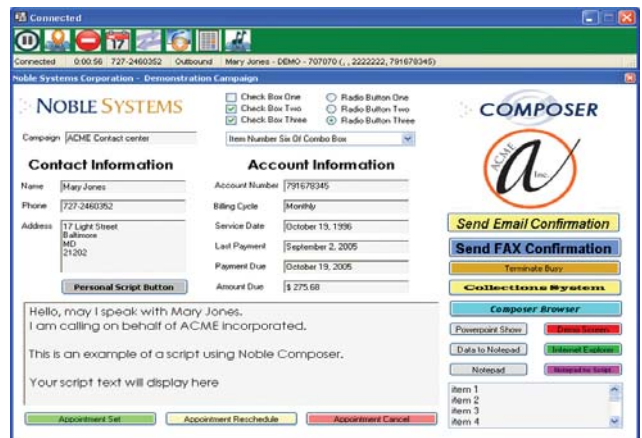 Connected
17
Connected 0:00:56 727-2460352 Outbound Mary Jones - DEMO - 707070 (, , 2222222, 791678345)
Noble Systems Corporation - Demonstration Campaign
NOBLE SYSTEMS
Check Box One Radio Button One
Check Box Two Radio Button Two
Check Box Three Radio Button Three
COMPOSER
Campaign ACME Contact center
Item Number Six Of Combo Box
ACME
a
Inc.
Contact Information
Account Information
Name Mary Jones
Account Number 791678345
Phone 727-2460352
Billing Cycle Monthly
Address 17 Light Street
Baltimore
MD
21202
Service Date October 19, 1996
Last Payment September 2, 2005
Payment Due October 19, 2005
Amount Due $ 275.68
Personal Script Button
Send Email Confirmation
Send FAX Confirmation
Terminate Busy
Collections System
Composer Browser
Powerpoint Show Demo Screen
Data to Notepad Internet Explorer
Notepad Notepad to Script
Hello, may I speak with Mary Jones.
I am calling on behalf of ACME incorporated.
This is an example of a script using Noble Composer.
Your script text will display here
item 1
item 2
item 3
item 4
Appointment Set Appointment Reschedule Appointment Cancel